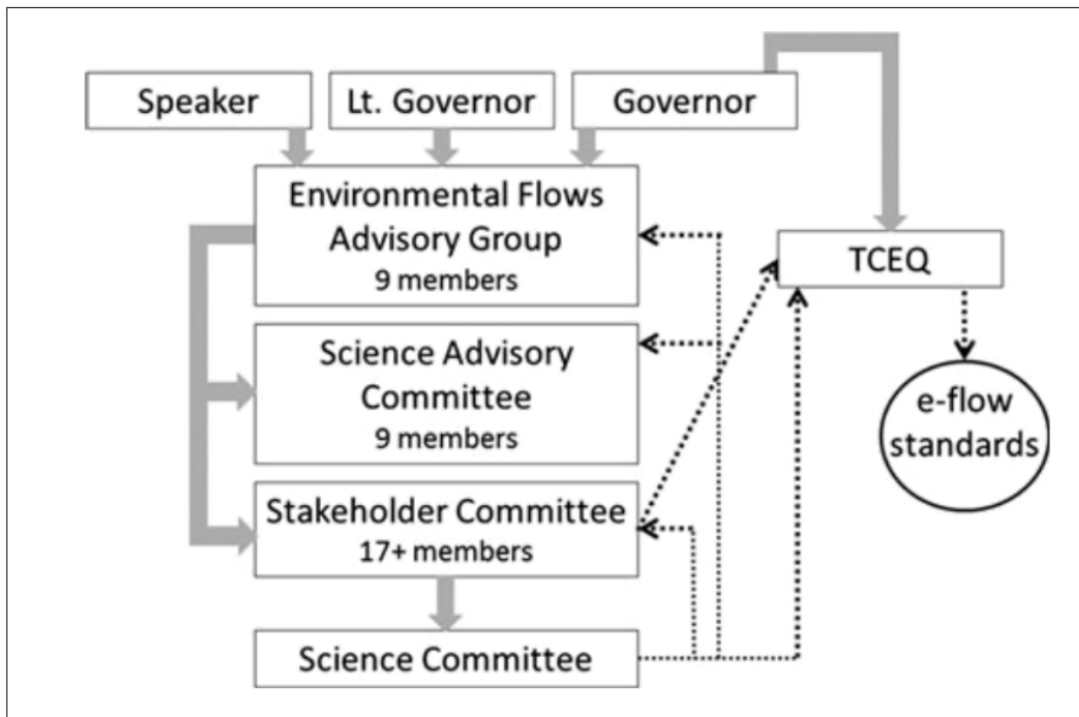 Speaker
Lt. Governor
Governor
Environmental Flows
Advisory Group
9 members
TCEQ
Science Advisory
Committee
9 members
e-flow
standards
Stakeholder Committee
17+ members
Science Committee